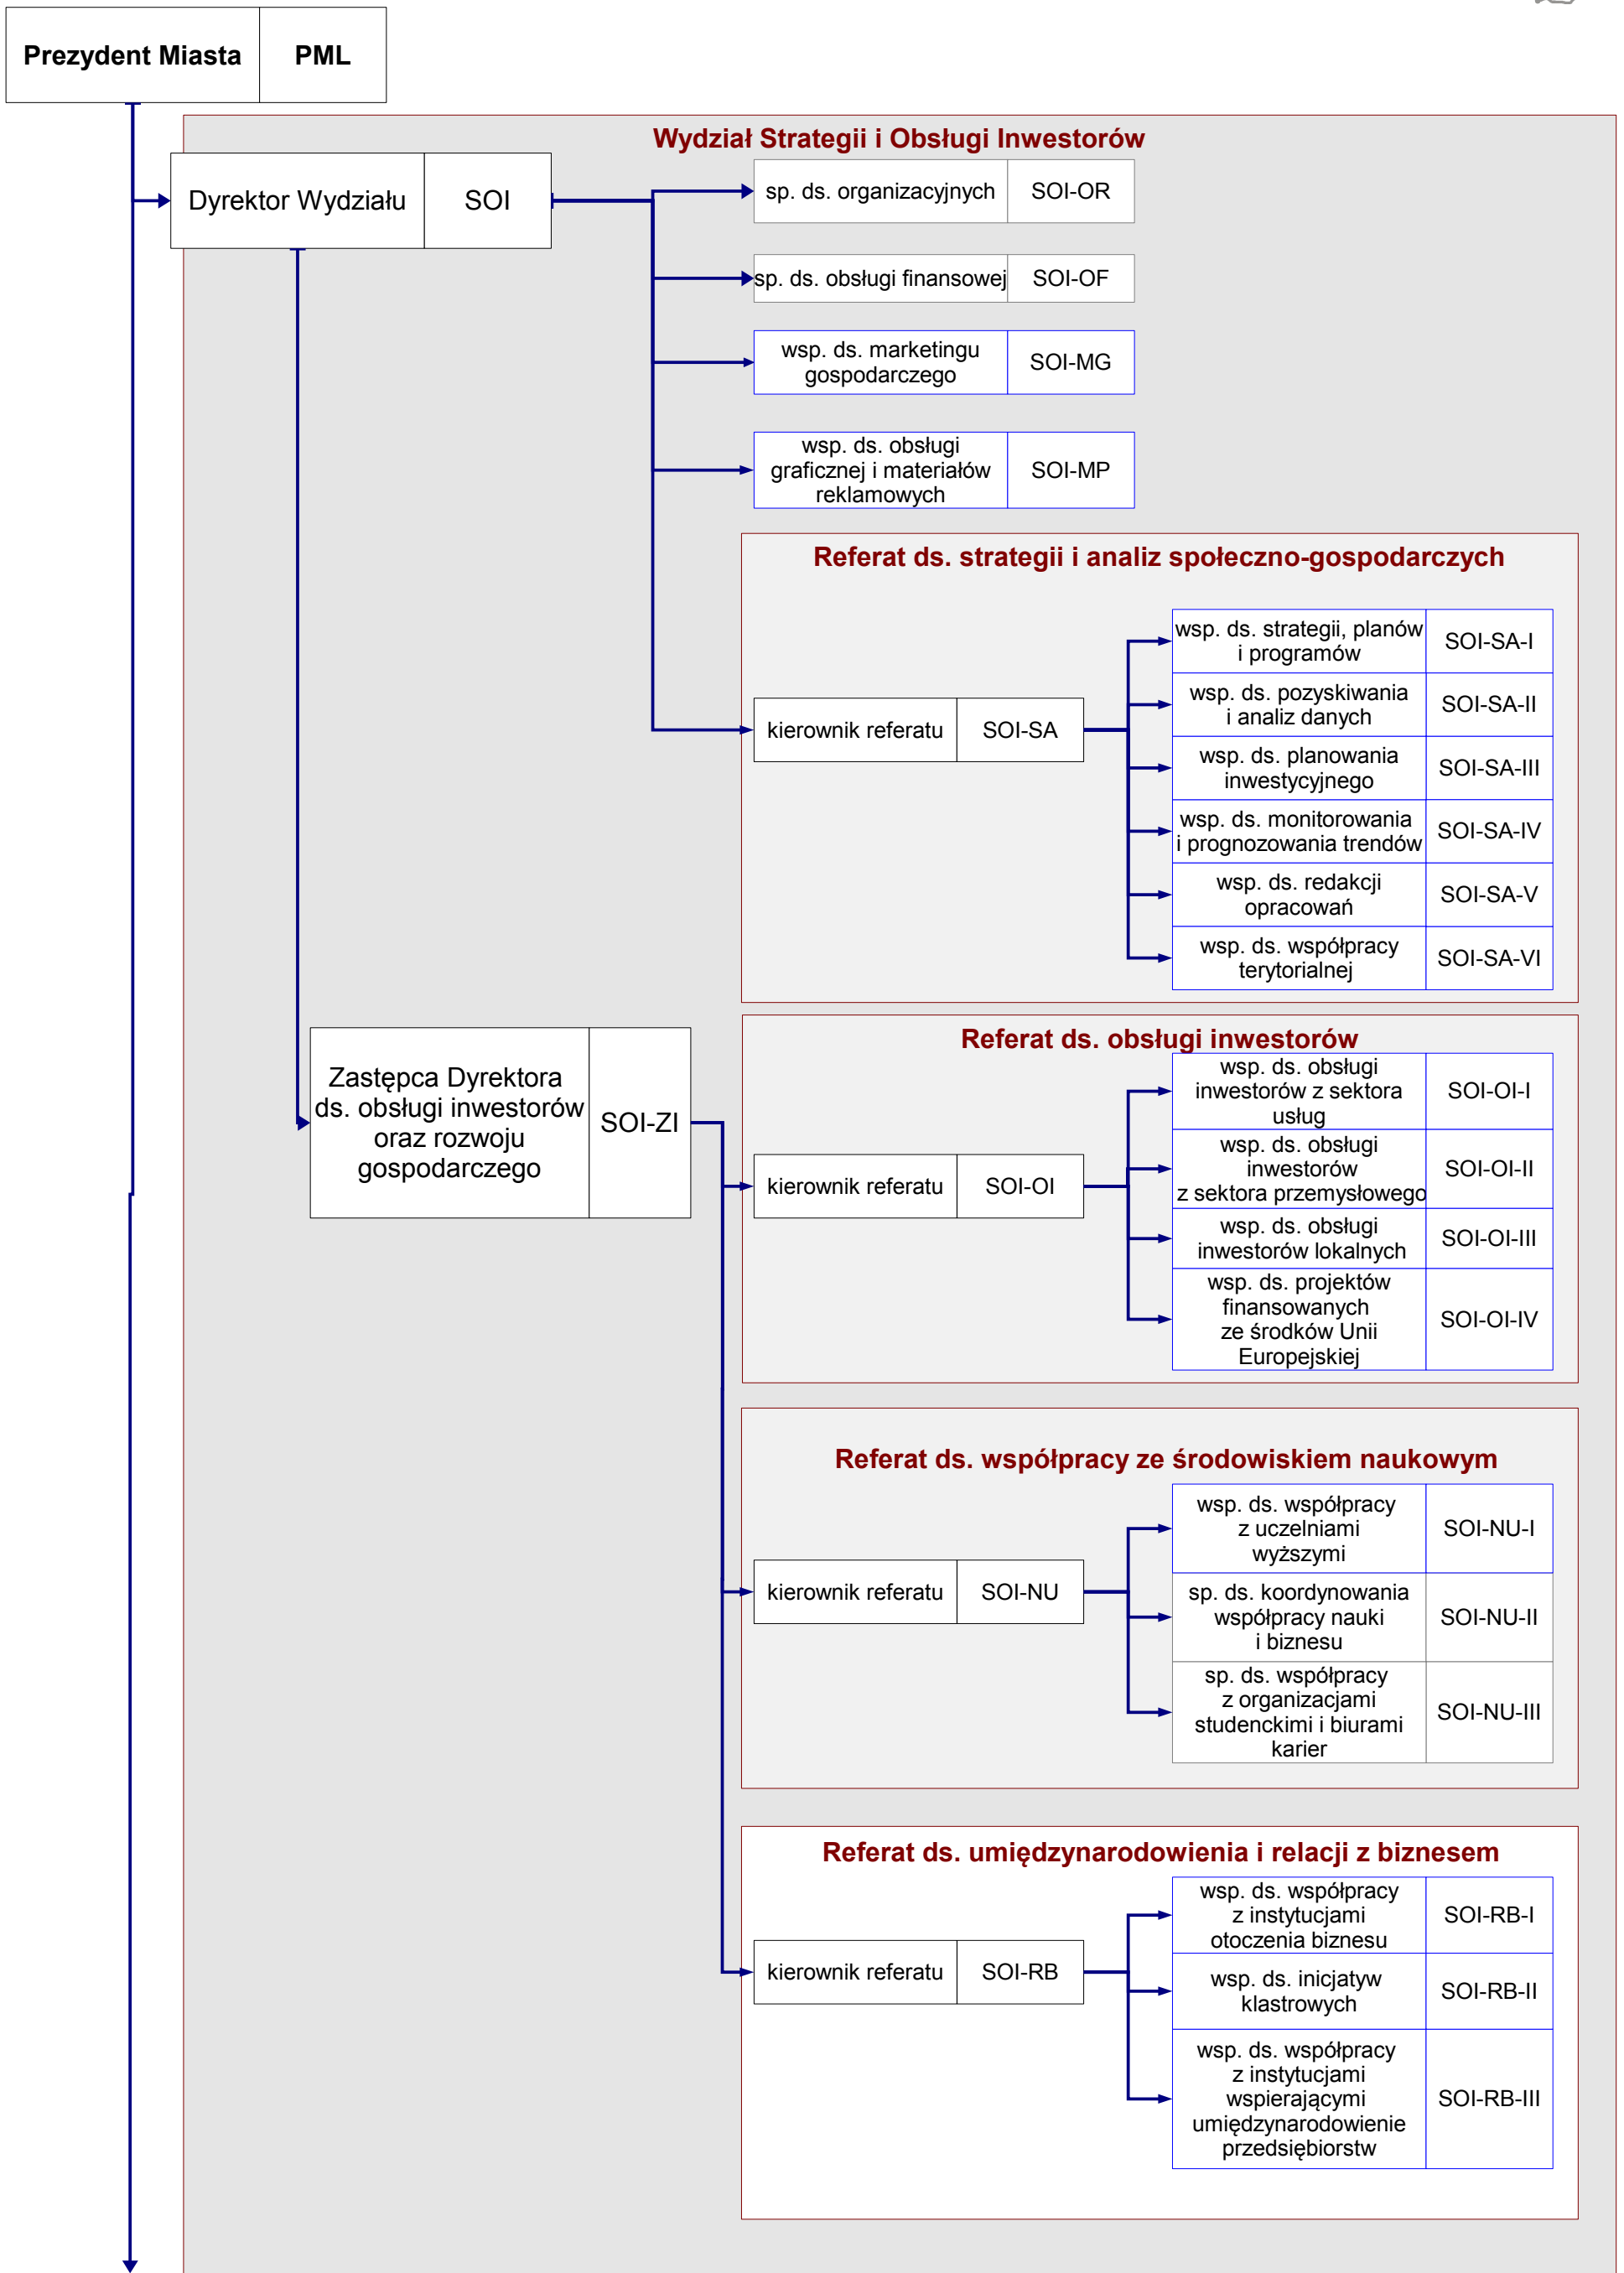 Prezydent Miasta
PML
Wydział Strategii i Obsługi Inwestorów
Dyrektor Wydziału
SOI
sp. ds. organizacyjnych
SOI-OR
sp. ds. obsługi finansowej
SOI-OF
wsp. ds. marketingu
gospodarczego
SOI-MG
wsp. ds. obsługi
graficznej i materiałów
reklamowych
SOI-MP
Referat ds. strategii i analiz społeczno-gospodarczych
kierownik referatu
SOI-SA
wsp. ds. strategii, planów
i programów
SOI-SA-I
wsp. ds. pozyskiwania
i analiz danych
SOI-SA-II
wsp. ds. planowania
inwestycyjnego
SOI-SA-III
wsp. ds. monitorowania
i prognozowania trendów
SOI-SA-IV
wsp. ds. redakcji
opracowań
SOI-SA-V
wsp. ds. współpracy
terytorialnej
SOI-SA-VI
Zastępca Dyrektora
ds. obsługi inwestorów
oraz rozwoju
gospodarczego
SOI-ZI
Referat ds. obsługi inwestorów
kierownik referatu
SOI-OI
wsp. ds. obsługi
inwestorów z sektora
usług
SOI-OI-I
wsp. ds. obsługi
inwestorów
z sektora przemysłowego
SOI-OI-II
wsp. ds. obsługi
inwestorów lokalnych
SOI-OI-III
wsp. ds. projektów
finansowanych
ze środków Unii
Europejskiej
SOI-OI-IV
Referat ds. współpracy ze środowiskiem naukowym
kierownik referatu
SOI-NU
wsp. ds. współpracy
z uczelniami
wyższymi
SOI-NU-I
sp. ds. koordynowania
współpracy nauki
i biznesu
SOI-NU-II
sp. ds. współpracy
z organizacjami
studenckimi i biurami
karier
SOI-NU-III
Referat ds. umiędzynarodowienia i relacji z biznesem
kierownik referatu
SOI-RB
wsp. ds. współpracy
z instytucjami
otoczenia biznesu
SOI-RB-I
wsp. ds. inicjatyw
klastrowych
SOI-RB-II
wsp. ds. współpracy
z instytucjami
wspierającymi
umiędzynarodowienie
przedsiębiorstw
SOI-RB-III